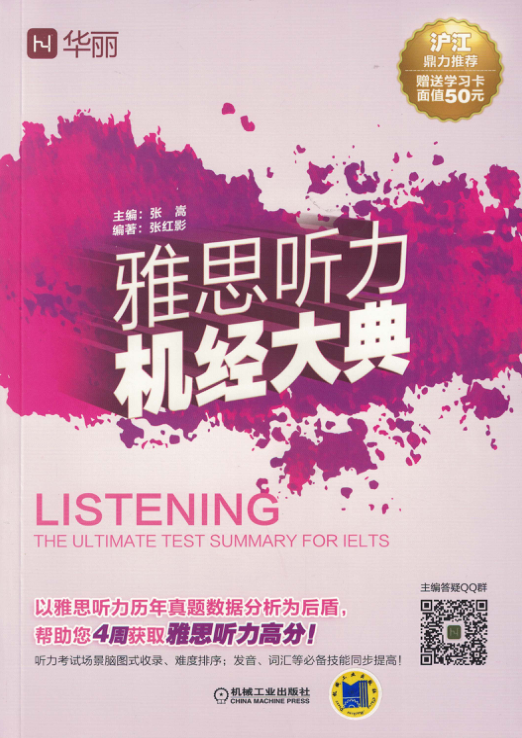 华丽
沪江
鼎力推荐
赠送学习卡
面值50元
主编：张 嵩
编著：张红影
雅思听力
机经大典
LISTENING
THE ULTIMATE TEST SUMMARY FOR IELTS
主编答疑QQ群
以雅思听力历年真题数据分析为后盾，
帮助您4周获取雅思听力高分！
听力考试场景脑图式收录、难度排序；发音、词汇等必备技能同步提高！
机械工业出版社
CHINA MACHINE PRESS